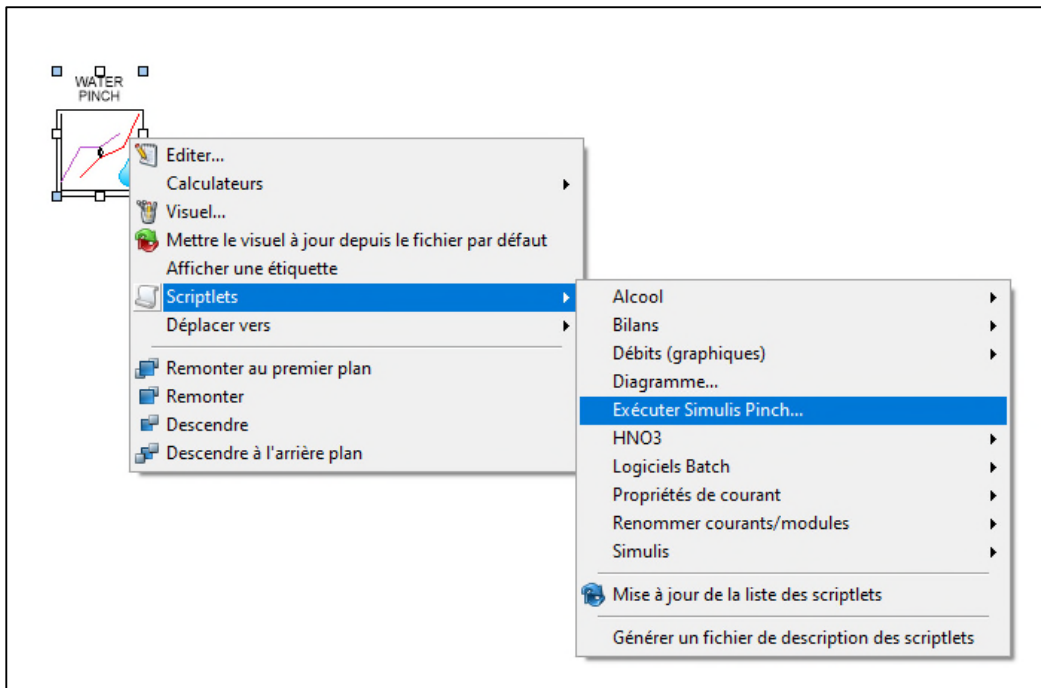 WATER
PINCH
Editer...
Calculateurs
Visuel...
Mettre le visuel à jour depuis le fichier par défaut
Afficher une étiquette
Scriptlets
Déplacer vers
Remonter au premier plan
Remonter
Descendre
Descendre à l'arrière plan
Alcool
Bilans
Débits (graphiques)
Diagramme...
Exécuter Simulis Pinch...
HNO3
Logiciels Batch
Propriétés de courant
Renommer courants/modules
Simulis
Mise à jour de la liste des scriptlets
Générer un fichier de description des scriptlets